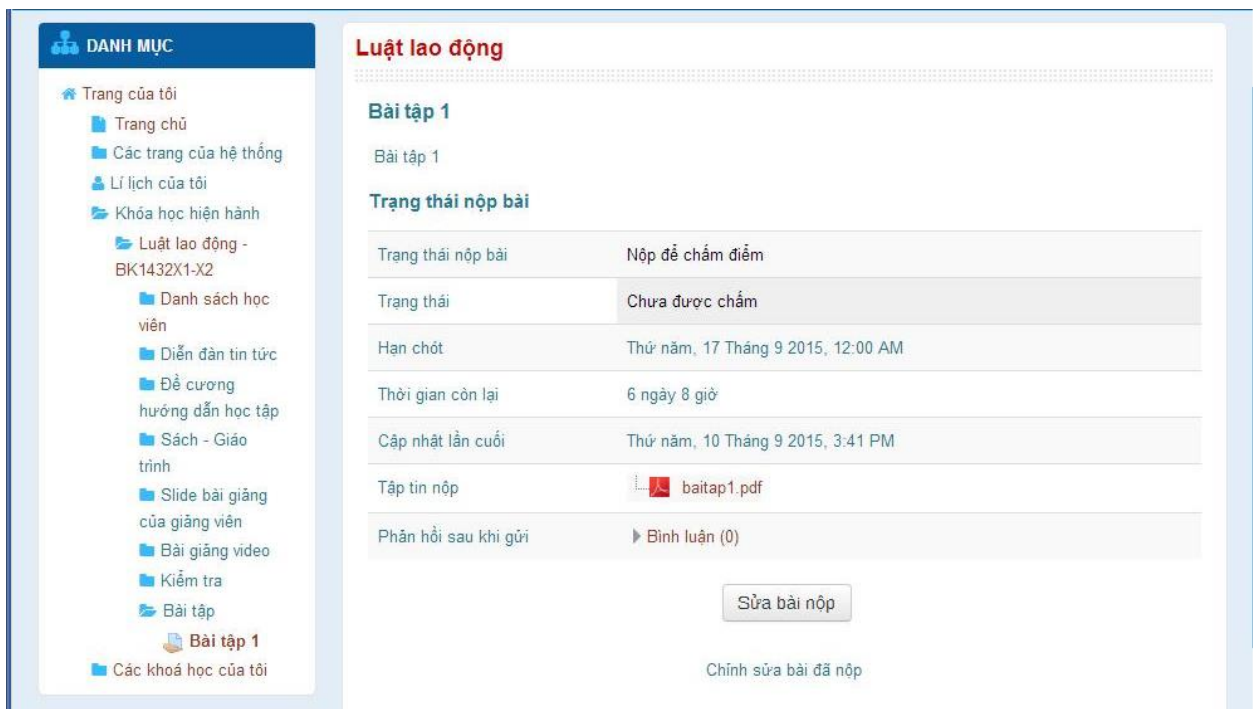 DANH MỤC
Trang của tôi
Trang chủ
Các trang của hệ thống
Lí lịch của tôi
Khóa học hiện hành
Luật lao động -
BK1432X1-X2
Danh sách học
viên
Diễn đàn tin tức
Đề cương
hướng dẫn học tập
Sách - Giáo
trình
Slide bài giảng
của giảng viên
Bài giảng video
Kiểm tra
Bài tập
Bài tập 1
Các khoá học của tôi
Luật lao động
Bài tập 1
Bài tập 1
Trạng thái nộp bài
Trạng thái nộp bài Nộp để chấm điểm
Trạng thái Chưa được chấm
Hạn chót Thứ năm, 17 Tháng 9 2015, 12:00 AM
Thời gian còn lại 6 ngày 8 giờ
Cập nhật lần cuối Thứ năm, 10 Tháng 9 2015, 3:41 PM
Tập tin nộp baitap1.pdf
Phản hồi sau khi gửi Bình luận (0)
Sửa bài nộp
Chỉnh sửa bài đã nộp